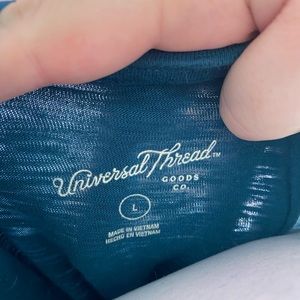 Universal Thread™
GOODS
CO.
L
MADE IN VIETNAM
HECHO EN VIETNAM